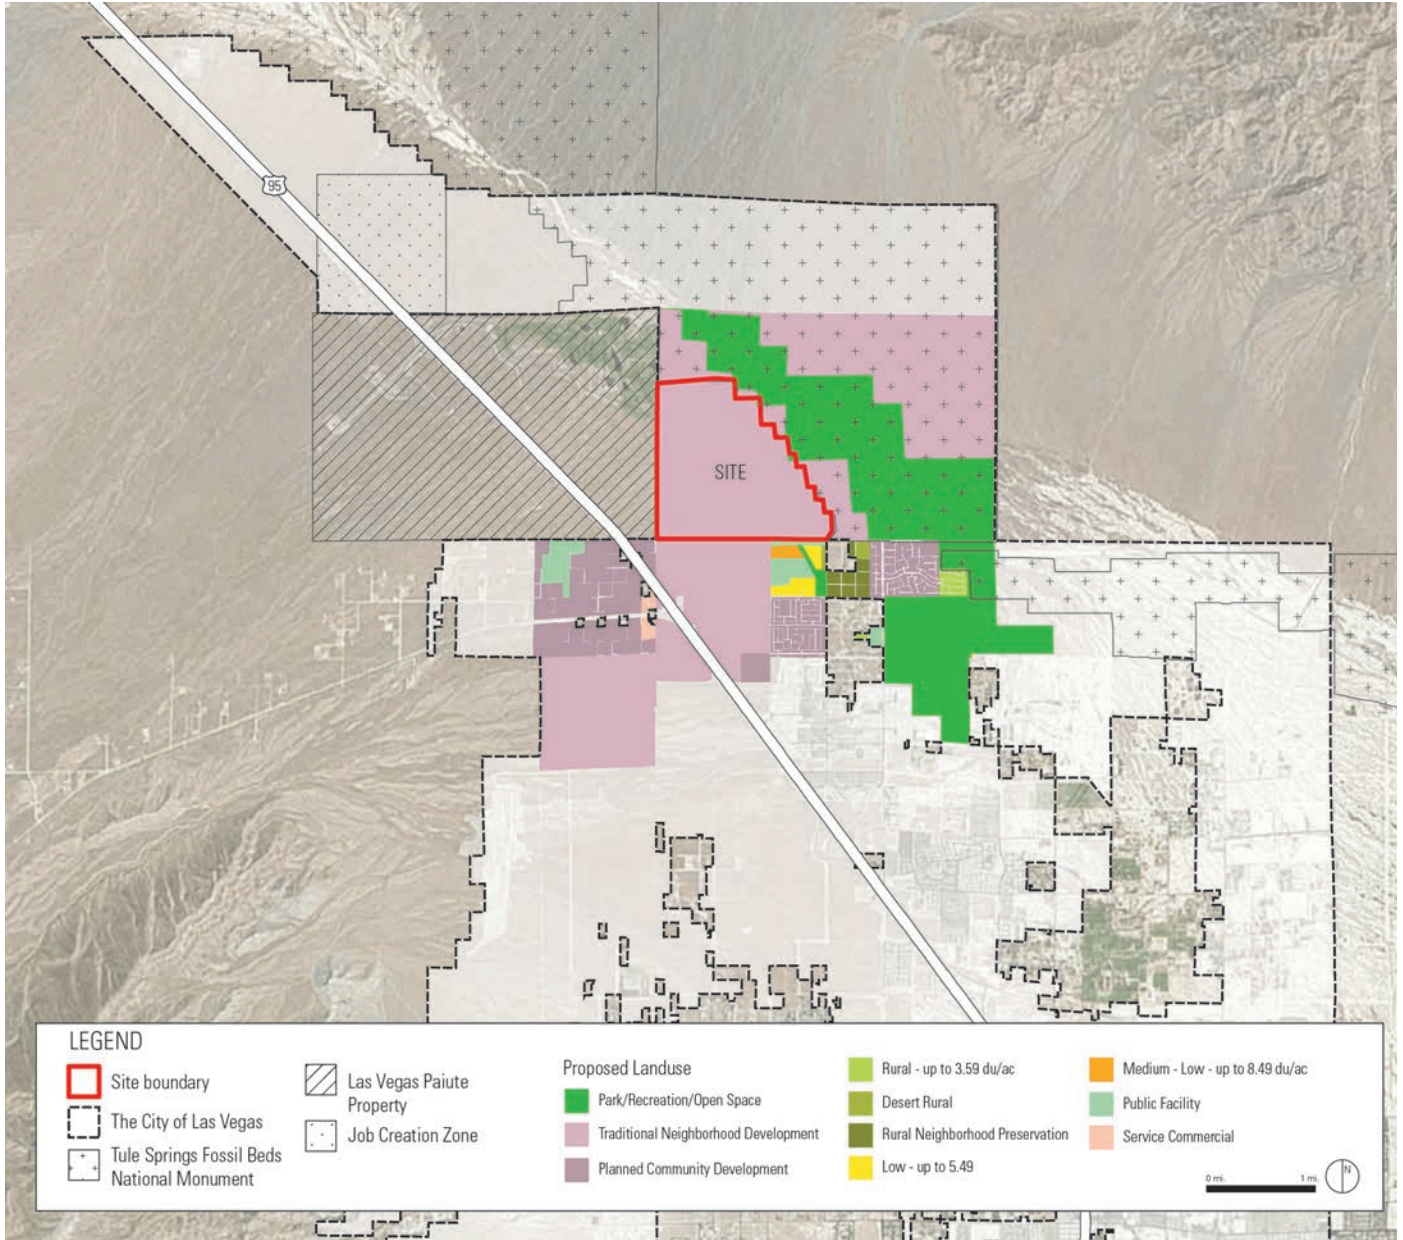 95
SITE
LEGEND
Site boundary
The City of Las Vegas
Tule Springs Fossil Beds
National Monument
Las Vegas Paiute
Property
Job Creation Zone
Proposed Landuse
Park/Recreation/Open Space
Traditional Neighborhood Development
Planned Community Development
Rural - up to 3.59 du/ac
Desert Rural
Rural Neighborhood Preservation
Low - up to 5.49
Medium - Low - up to 8.49 du/ac
Public Facility
Service Commercial
0 mi.
1 mi.
N